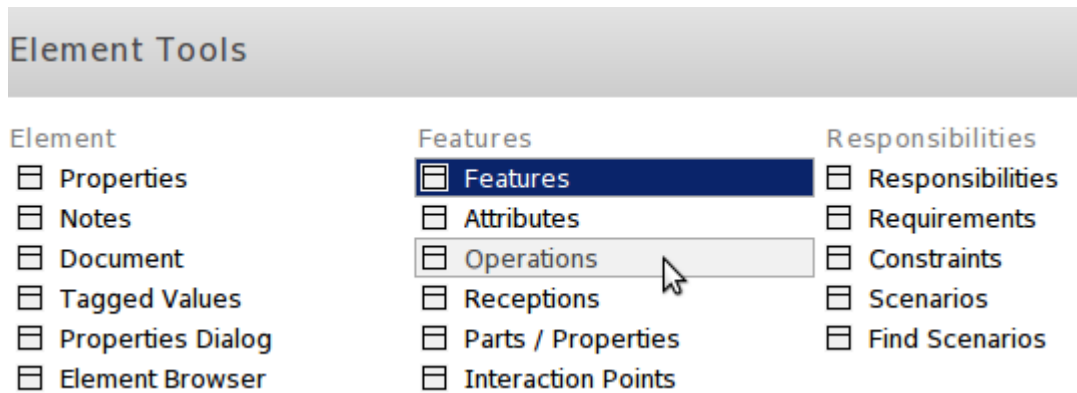 Element Tools
Element
Properties
Notes
Document
Tagged Values
Properties Dialog
Element Browser
Features
Features
Attributes
Operations
Receptions
Parts / Properties
Interaction Points
Responsibilities
Responsibilities
Requirements
Constraints
Scenarios
Find Scenarios